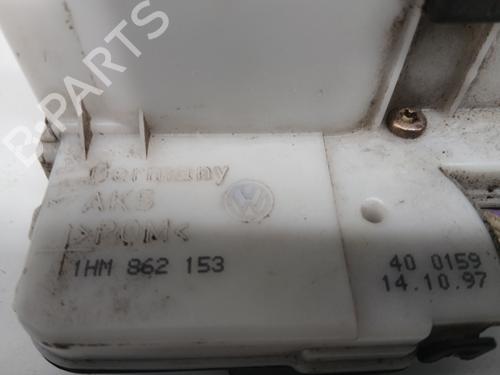 B-PARTS
Germany
AKS
>POM<
1HM 862 153
40 0159
14.10.97